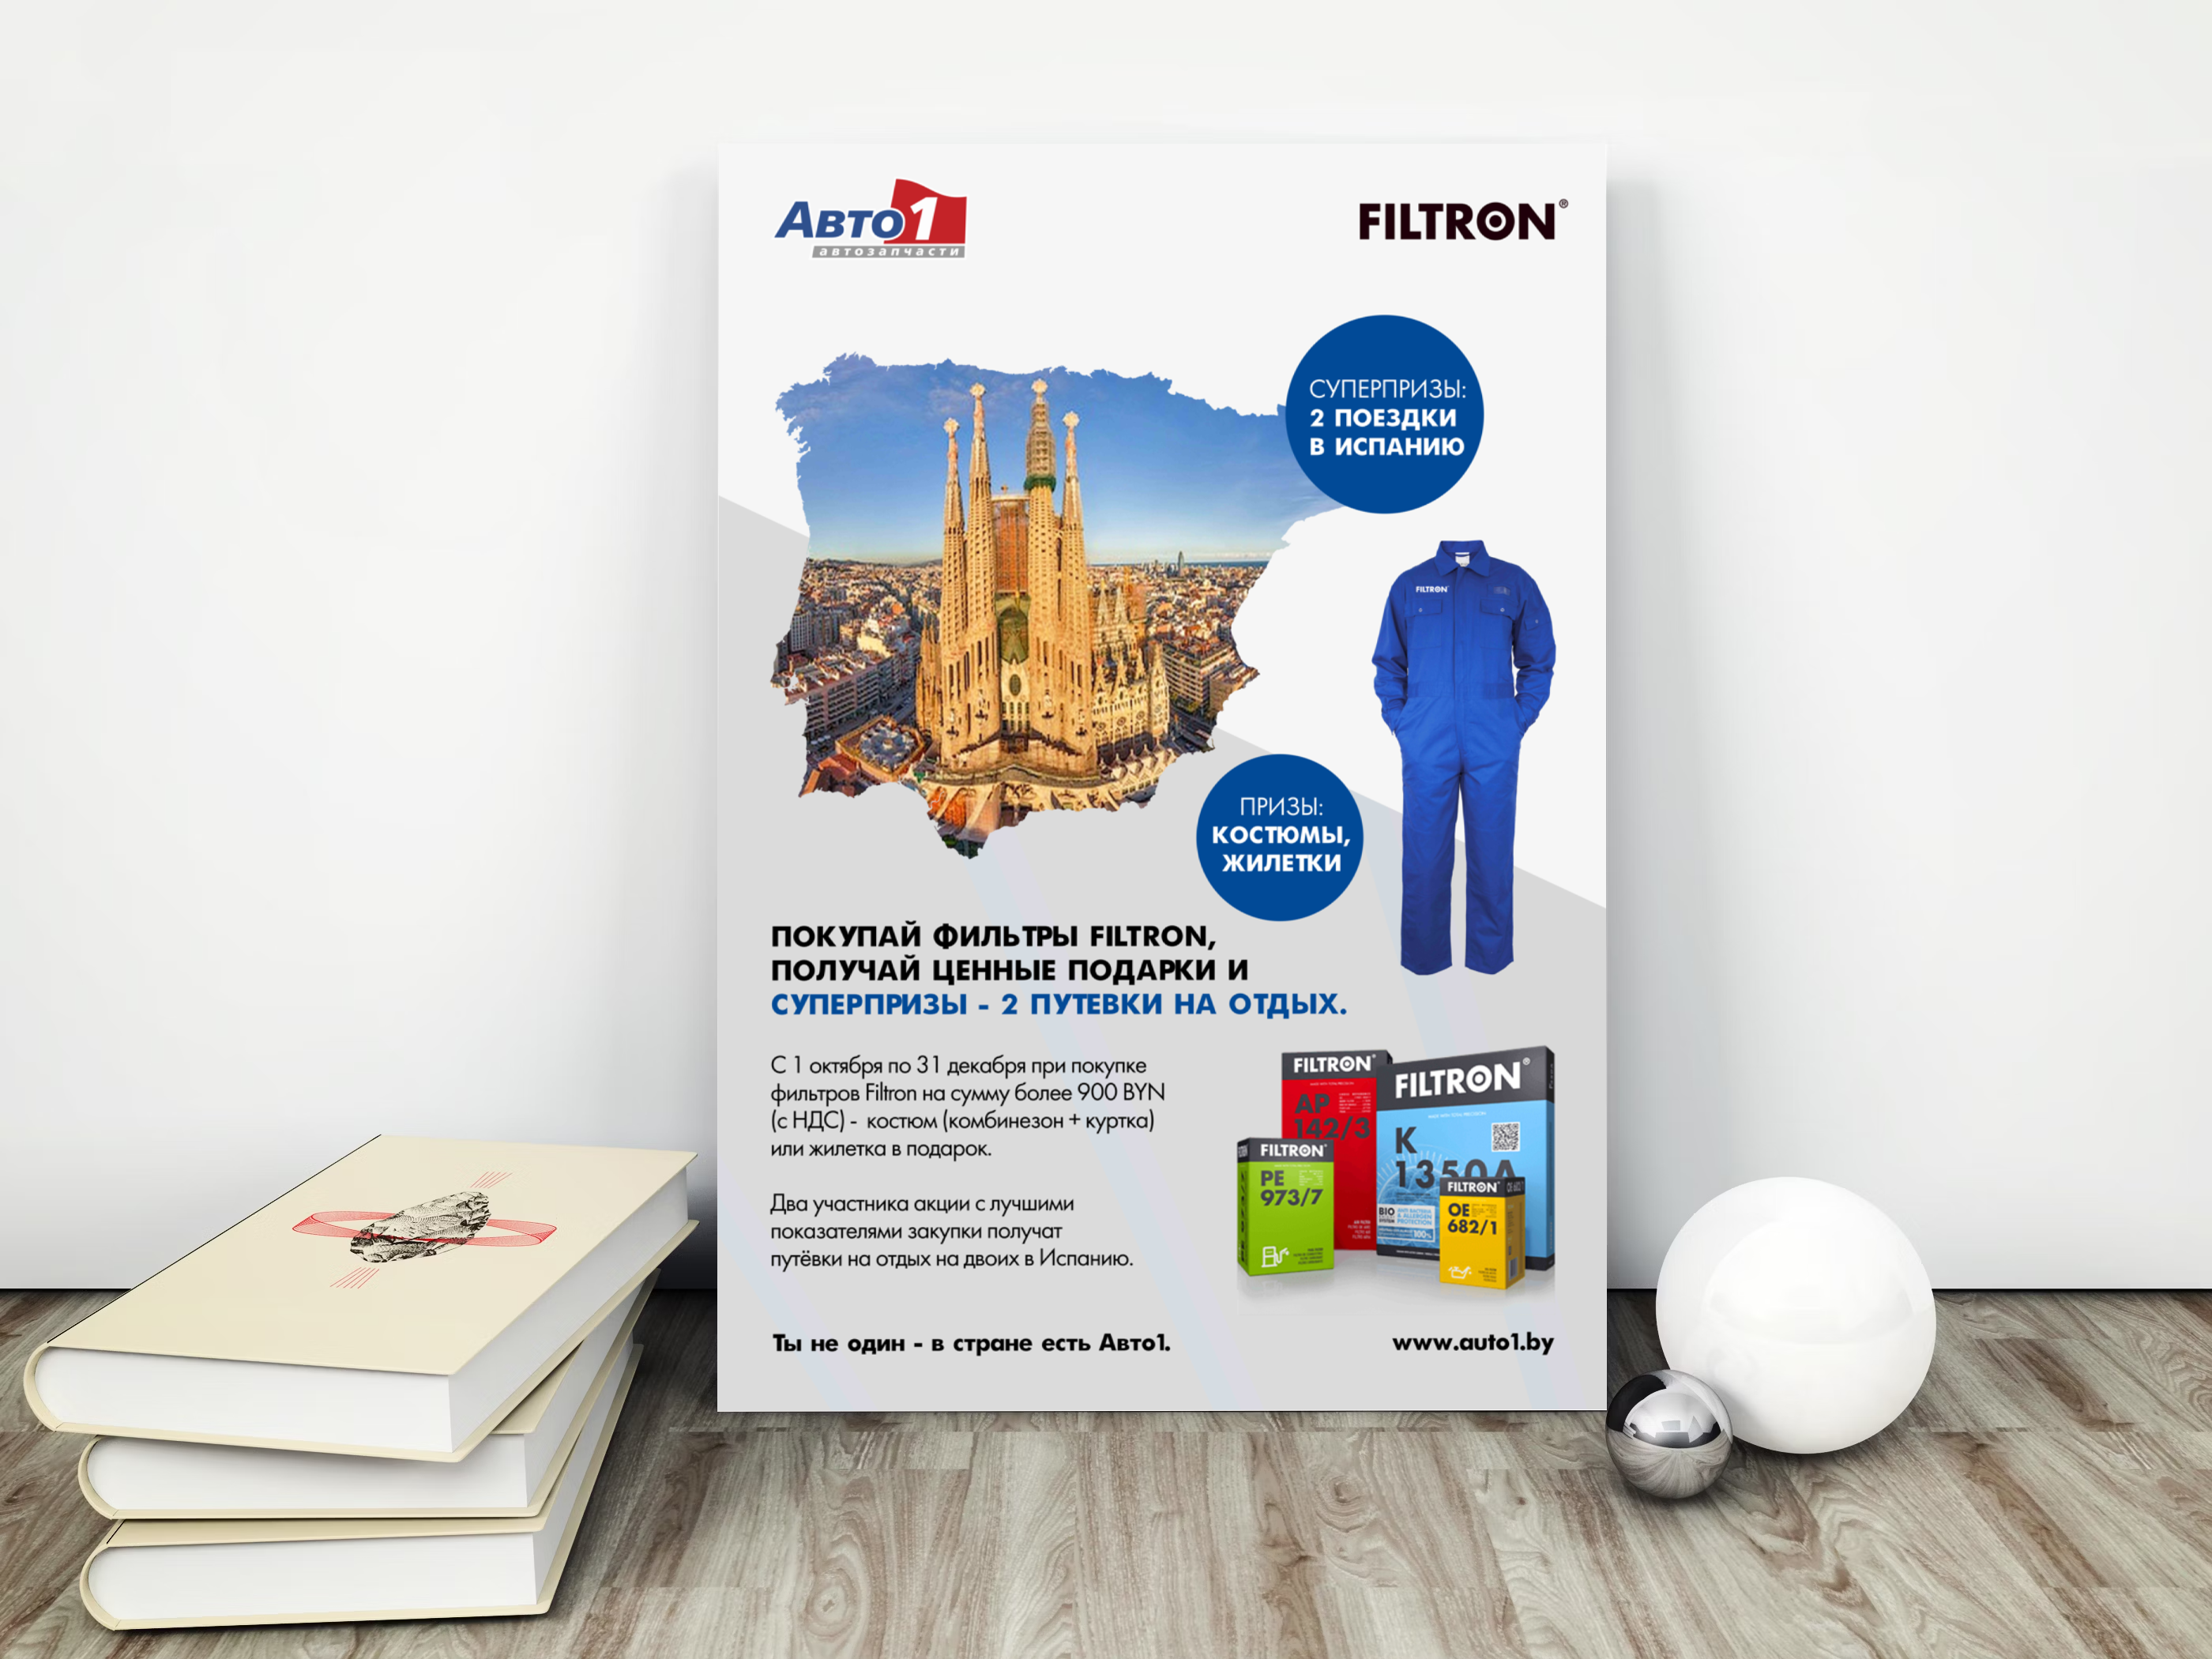 Авто1
автозапчасти
FILTRON®
СУПЕРПРИЗЫ:
2 ПОЕЗДКИ
В ИСПАНИЮ
FILTRON
ПРИЗЫ:
КОСТЮМЫ,
ЖИЛЕТКИ
ПОКУПАЙ ФИЛЬТРЫ FILTRON,
ПОЛУЧАЙ ЦЕННЫЕ ПОДАРКИ И
СУПЕРПРИЗЫ - 2 ПУТЕВКИ НА ОТДЫХ.
С 1 октября по 31 декабря при покупке
фильтров Filtron на сумму более 900 BYN
(с НДС) - костюм (комбинезон + куртка)
или жилетка в подарок.
Два участника акции с лучшими
показателями закупки получат
путёвки на отдых на двоих в Испанию.
FILTRON®
AP
142/3
FILTRON®
K
1350A
BIO
100%
FILTRON®
PE
973/7
FILTRON®
OE
682/1
Ты не один - в стране есть Авто1.
www.auto1.by